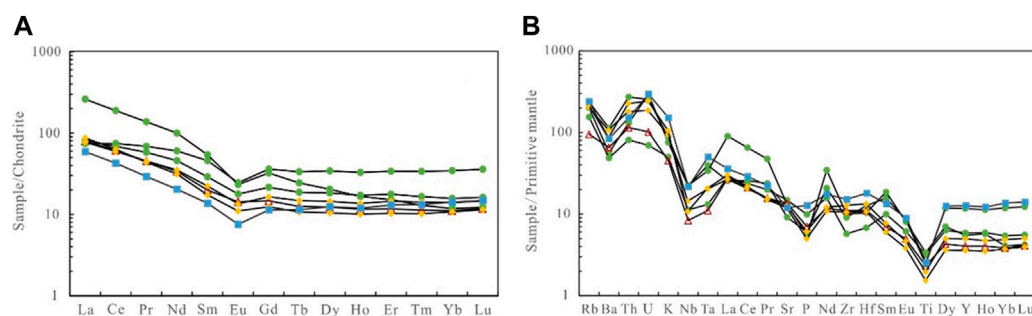 A
B
1000
100
10
1
Sample/Chondrite
La Ce Pr Nd Sm Eu Gd Tb Dy Ho Er Tm Yb Lu
1000
100
10
1
Sample/Primitive mantle
Rb Ba Th U K Nb Ta La Ce Pr Sr P Nd Zr Hf Sm Eu Ti Dy Y Ho Yb Lu